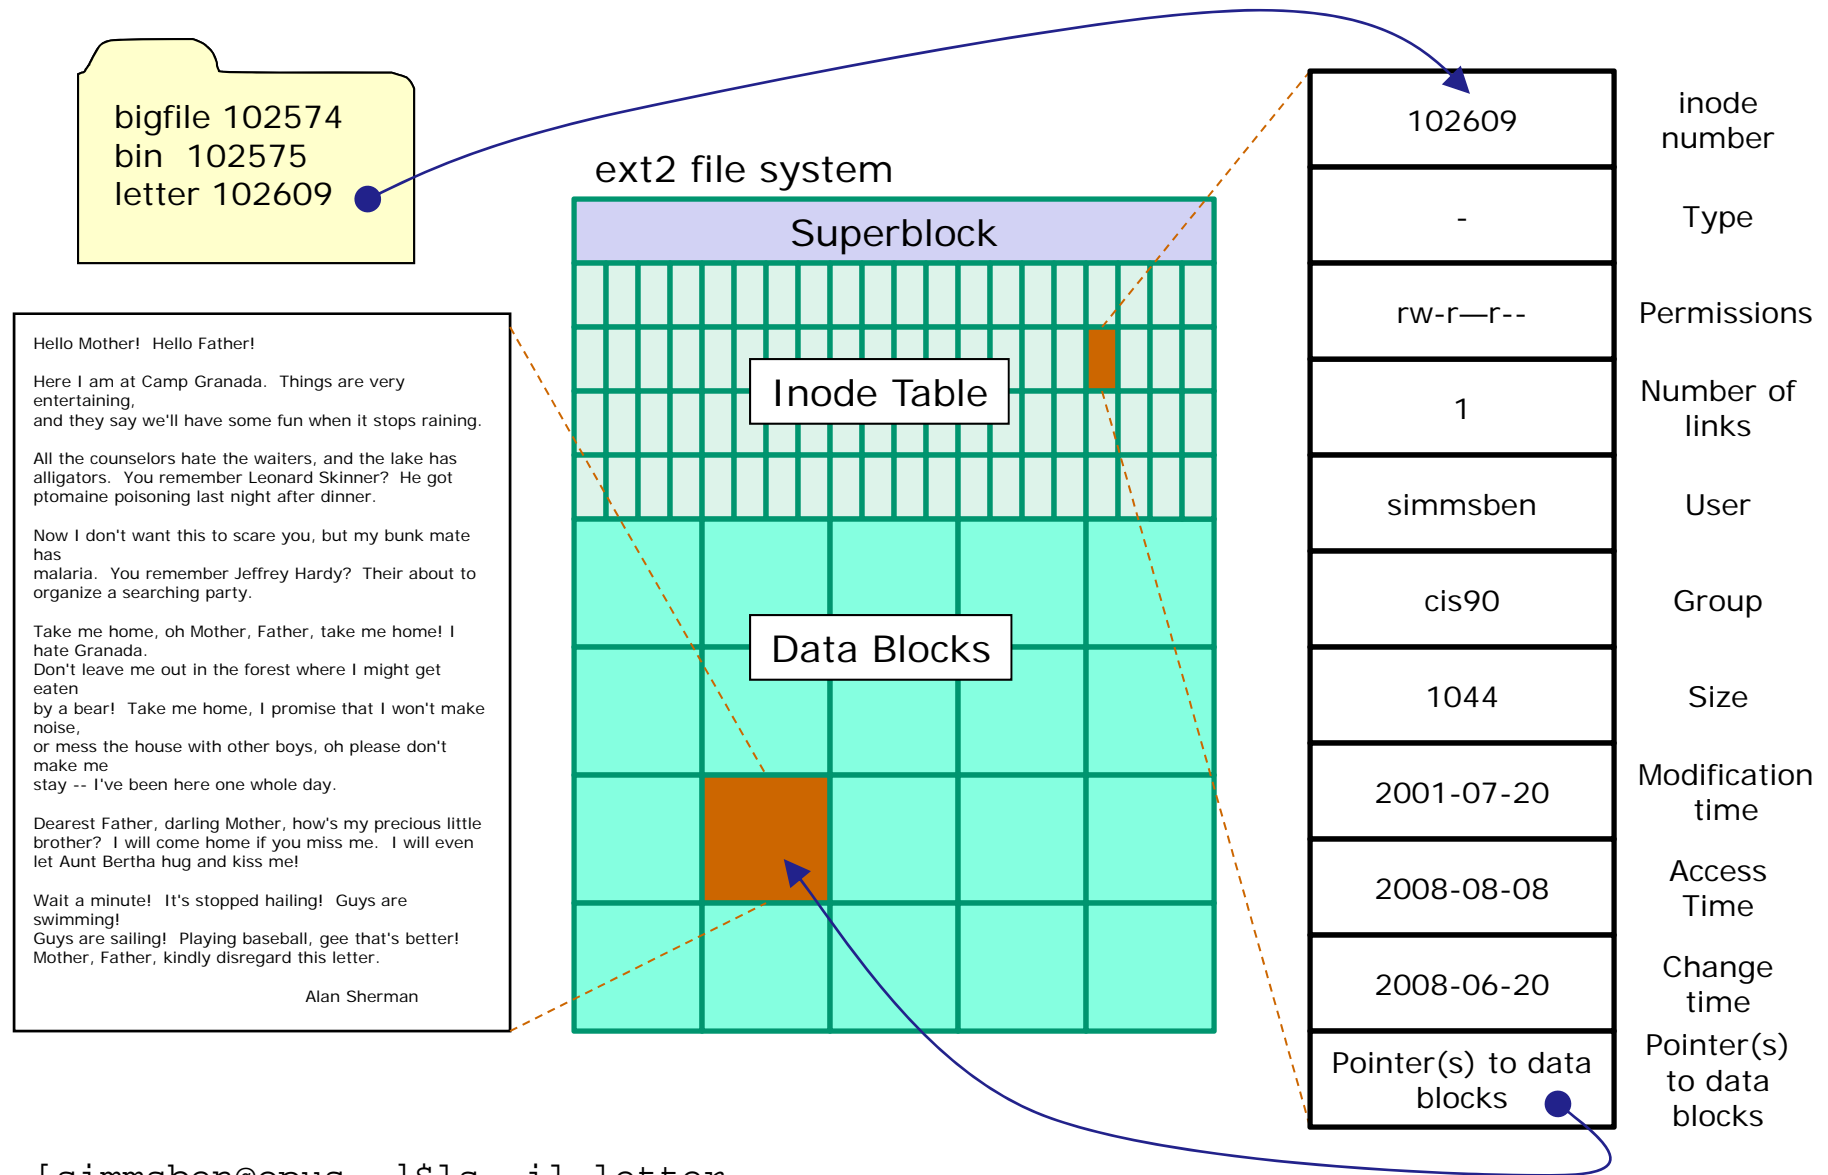 bigfile 102574
bin 102575
letter 102609
ext2 file system
Superblock
Inode Table
Data Blocks
Hello Mother! Hello Father!
Here I am at Camp Granada. Things are very
entertaining,
and they say we'll have some fun when it stops raining.
All the counselors hate the waiters, and the lake has
alligators. You remember Leonard Skinner? He got
ptomaine poisoning last night after dinner.
Now I don't want this to scare you, but my bunk mate
has
malaria. You remember Jeffrey Hardy? Their about to
organize a searching party.
Take me home, oh Mother, Father, take me home! I
hate Granada.
Don't leave me out in the forest where I might get
eaten
by a bear! Take me home, I promise that I won't make
noise,
or mess the house with other boys, oh please don't
make me
stay -- I've been here one whole day.
Dearest Father, darling Mother, how's my precious little
brother? I will come home if you miss me. I will even
let Aunt Bertha hug and kiss me!
Wait a minute! It's stopped hailing! Guys are
swimming!
Guys are sailing! Playing baseball, gee that's better!
Mother, Father, kindly disregard this letter.
Alan Sherman
102609
inode
number
-
Type
rw-r—r--
Permissions
1
Number of
links
simmsben
User
cis90
Group
1044
Size
2001-07-20
Modification
time
2008-08-08
Access
Time
2008-06-20
Change
time
Pointer(s) to data
blocks
Pointer(s)
to data
blocks